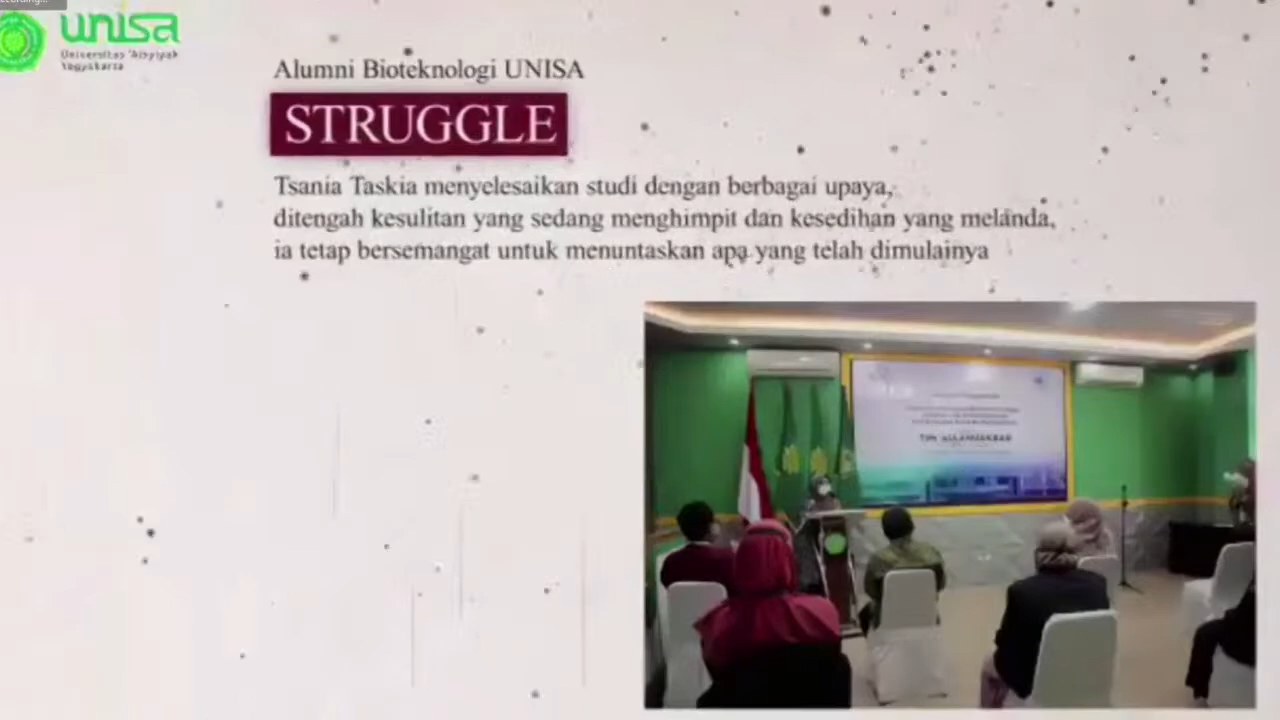 unisa
Universitas 'Aisyiyah
Yogyakarta
Alumni Bioteknologi UNISA
STRUGGLE
Tsania Taskia menyelesaikan studi dengan berbagai upaya,
ditengah kesulitan yang sedang menghimpit dan kesedihan yang melanda,
ia tetap bersemangat untuk menuntaskan apa yang telah dimulainya